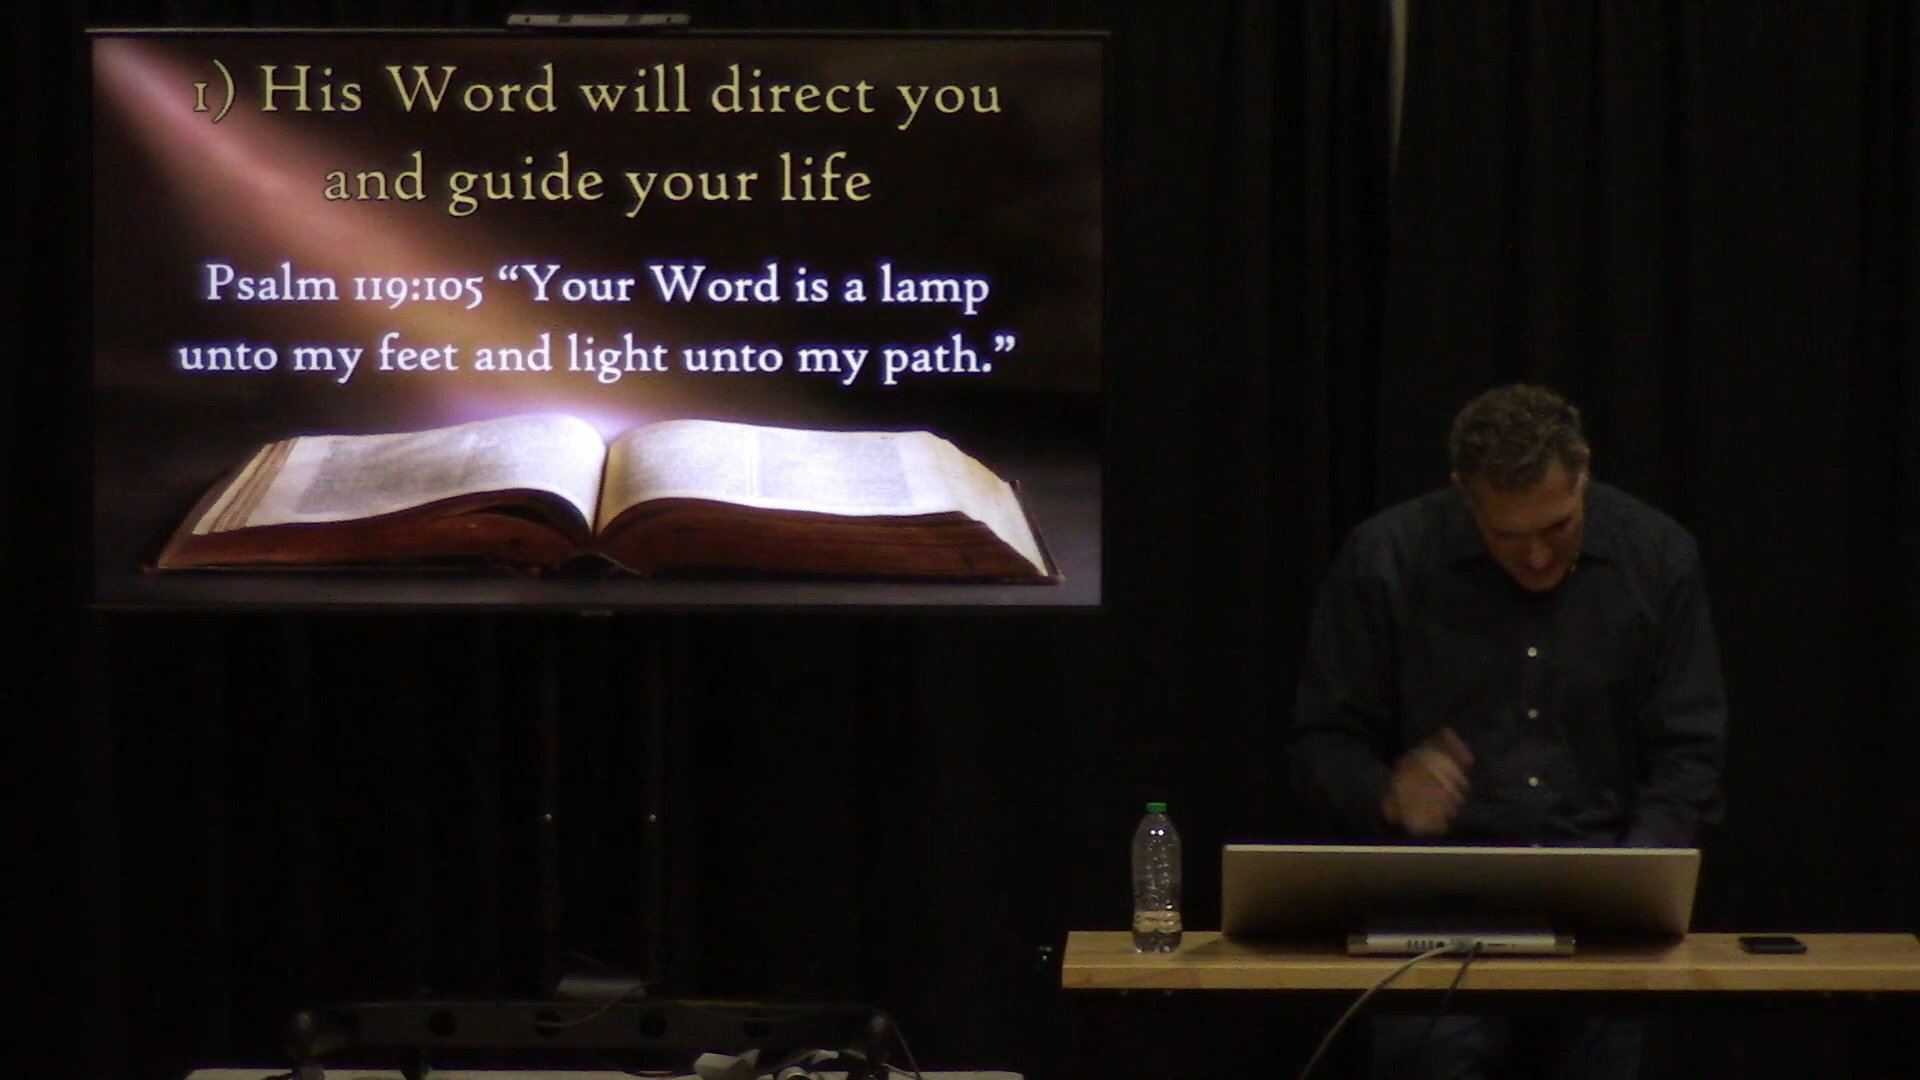 1) His Word will direct you
and guide your life
Psalm 119:105 “Your Word is a lamp
unto my feet and light unto my path.”